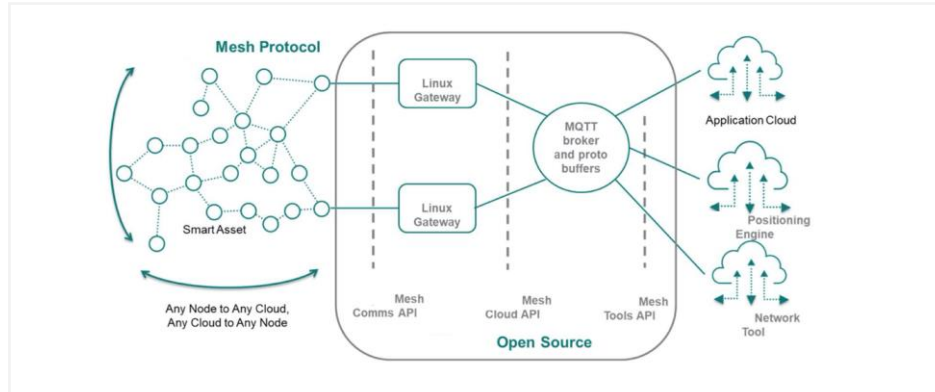 Mesh Protocol
Linux
Gateway
MQTT
broker
and proto
buffers
Application Cloud
Linux
Gateway
Smart Asset
Positioning
Engine
Any Node to Any Cloud,
Any Cloud to Any Node
Mesh
Comms API
Mesh
Cloud API
Mesh
Tools API
Network
Tool
Open Source